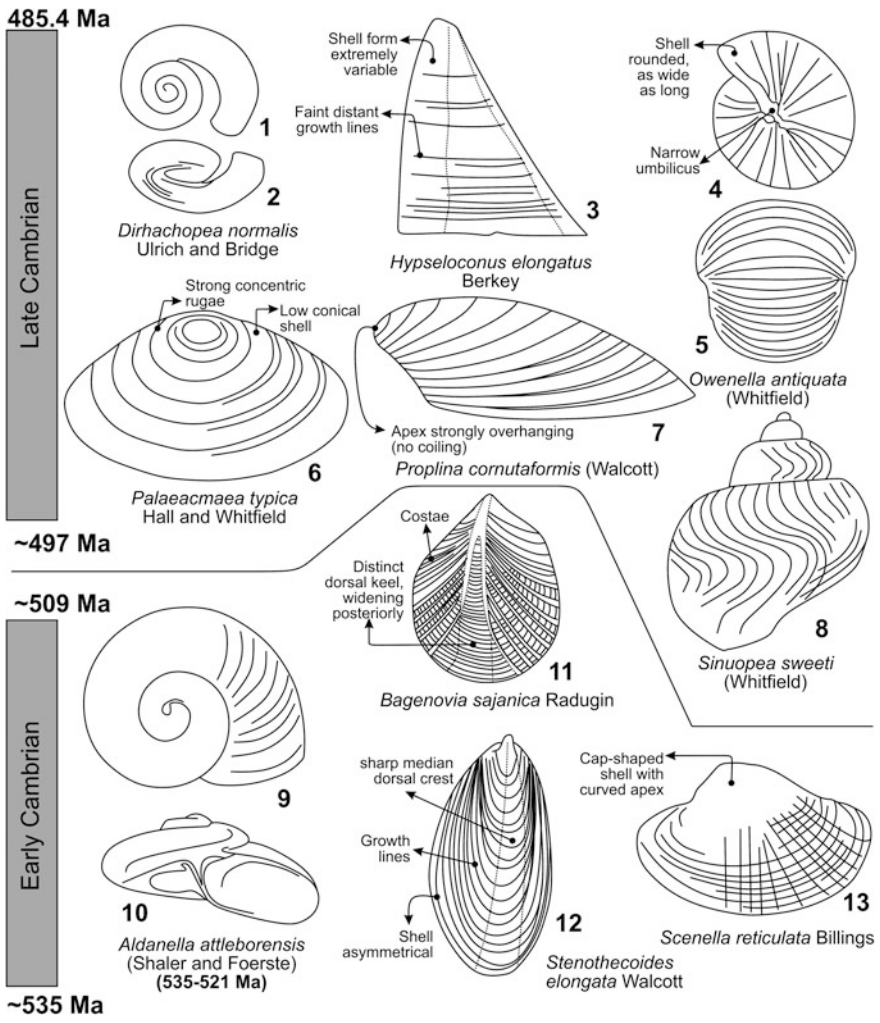 485.4 Ma
Late Cambrian
~497 Ma
1
2
Dirhachopea normalis
Ulrich and Bridge
Shell form
extremely
variable
Faint distant
growth lines
3
Hypseloconus elongatus
Berkey
Shell
rounded,
as wide
as long
Narrow
umbilicus
4
5
Owenella antiquata
(Whitfield)
Strong concentric
rugae
Low conical
shell
6
Palaeacmaea typica
Hall and Whitfield
Apex strongly overhanging
(no coiling)
7
Proplina cornutaformis (Walcott)
8
Sinuopea sweeti
(Whitfield)
~509 Ma
Early Cambrian
~535 Ma
Costae
Distinct
dorsal keel,
widening
posteriorly
11
Bagenovia sajanica Radugin
9
10
Aldanella attleborensis
(Shaler and Foerste)
(535-521 Ma)
sharp median
dorsal crest
Growth
lines
Shell
asymmetrical
12
Stenothecoides
elongata Walcott
Cap-shaped
shell with
curved apex
13
Scenella reticulata Billings